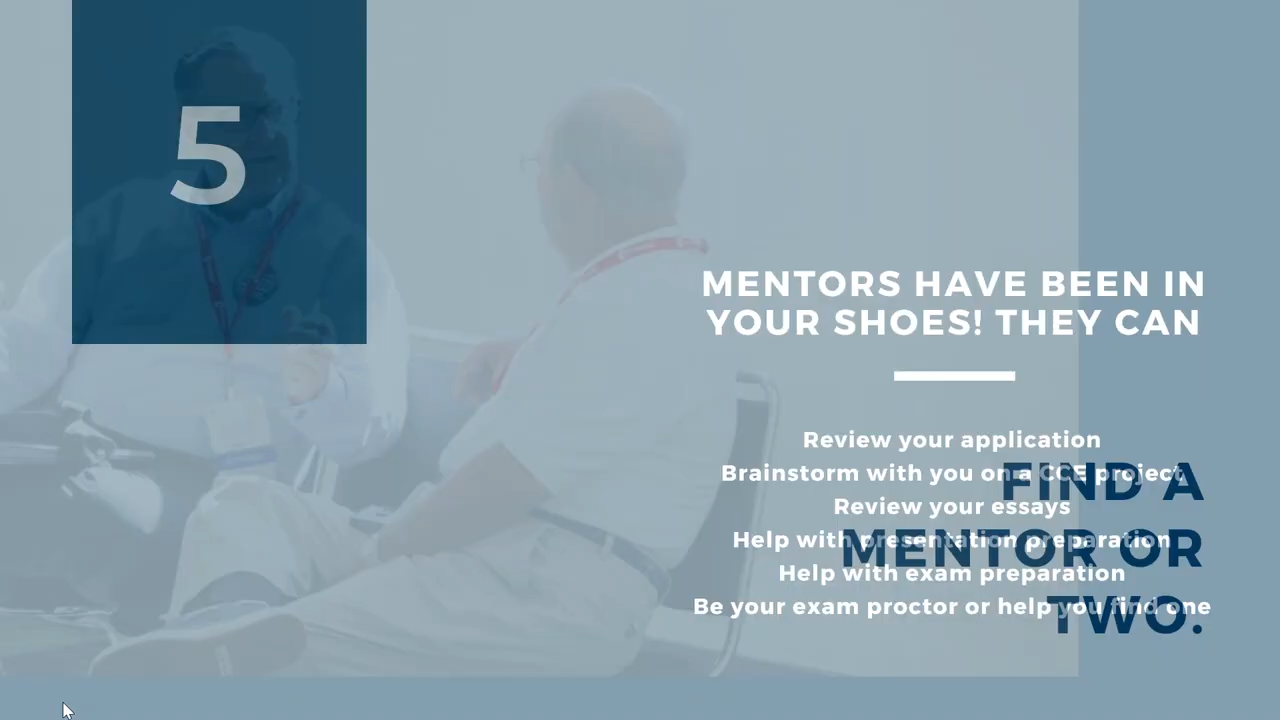 5
MENTORS HAVE BEEN IN
YOUR SHOES! THEY CAN
Review your application
Brainstorm with you on a CCE project
Review your essays
Help with presentation preparation
Help with exam preparation
Be your exam proctor or help you find one
FIND A
MENTOR OR
TWO.